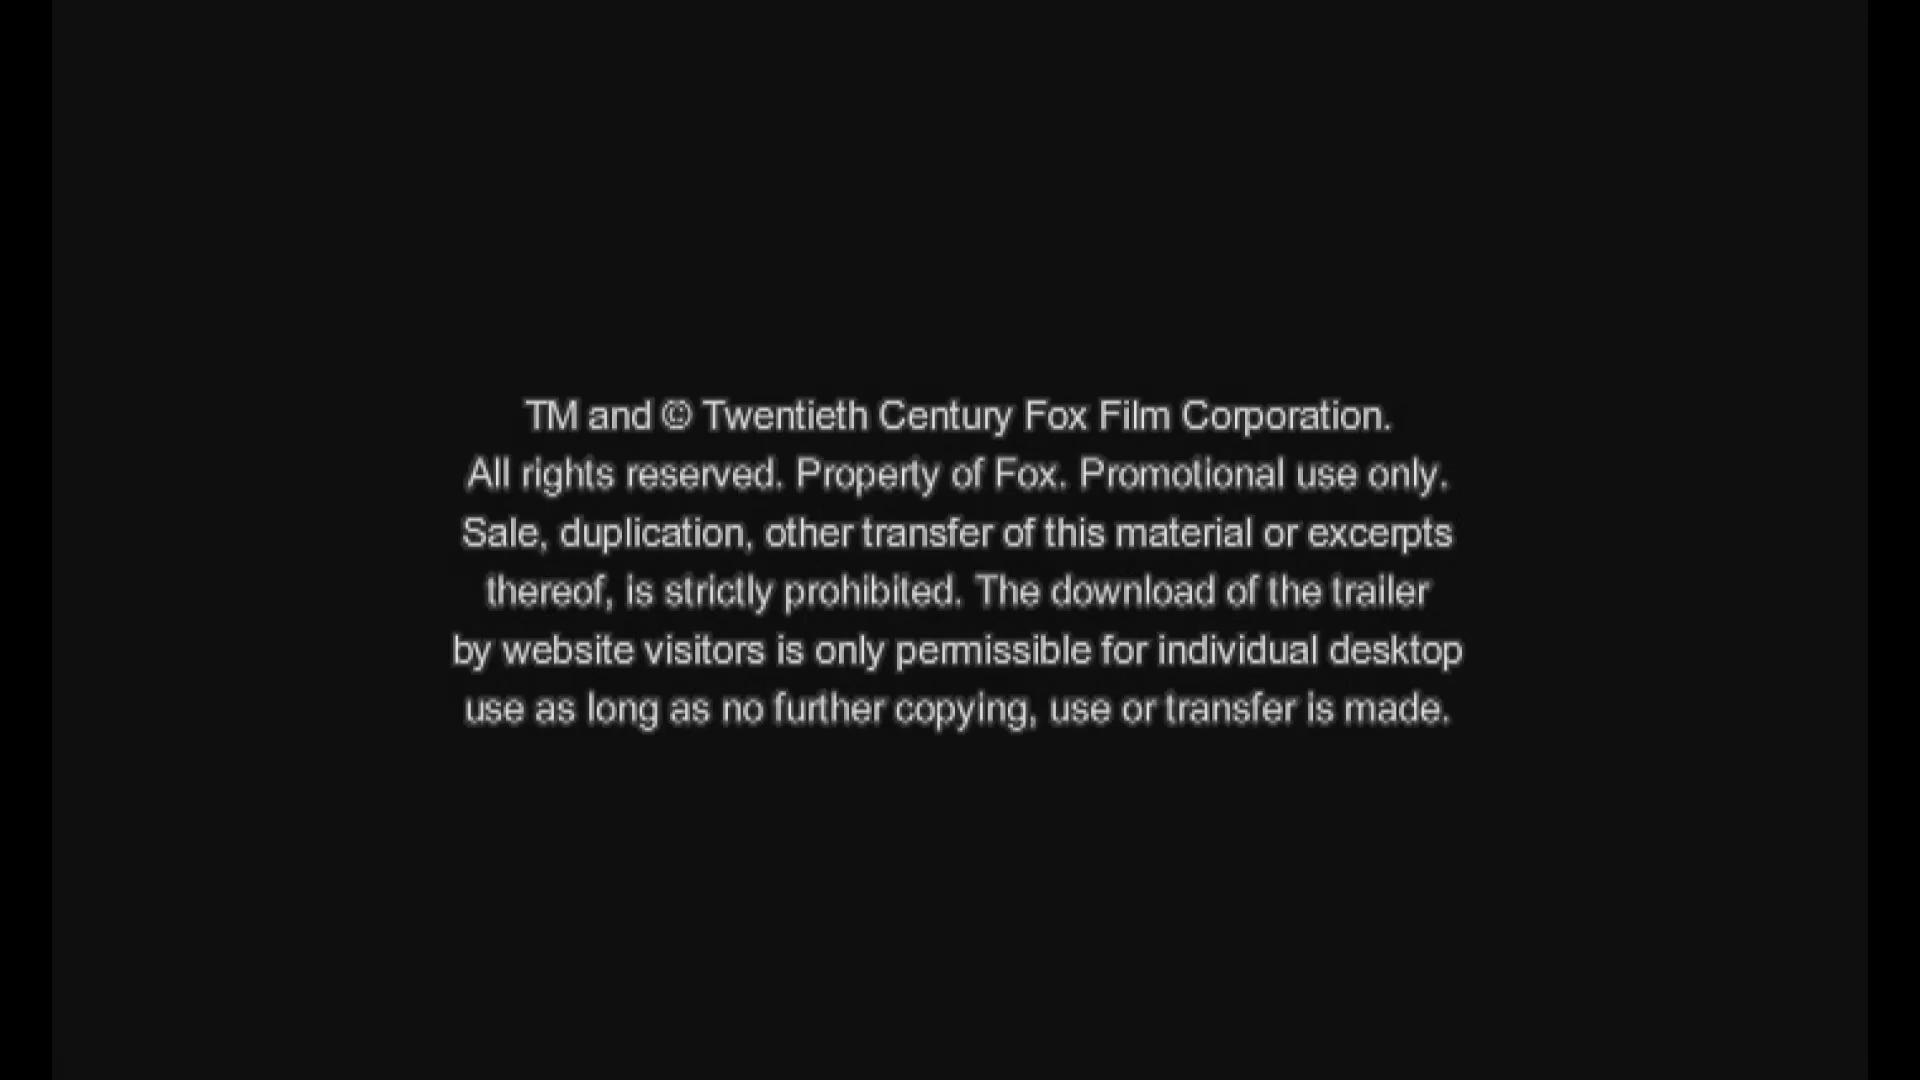 TM and © Twentieth Century Fox Film Corporation.
All rights reserved. Property of Fox. Promotional use only.
Sale, duplication, other transfer of this material or excerpts
thereof, is strictly prohibited. The download of the trailer
by website visitors is only permissible for individual desktop
use as long as no further copying, use or transfer is made.